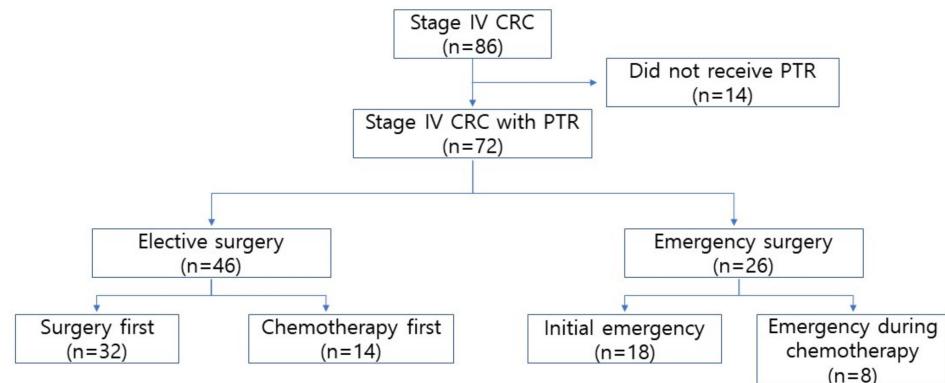 Stage IV CRC
(n=86)
Did not receive PTR
(n=14)
Stage IV CRC with PTR
(n=72)
Elective surgery
(n=46)
Emergency surgery
(n=26)
Surgery first
(n=32)
Chemotherapy first
(n=14)
Initial emergency
(n=18)
Emergency during
chemotherapy
(n=8)